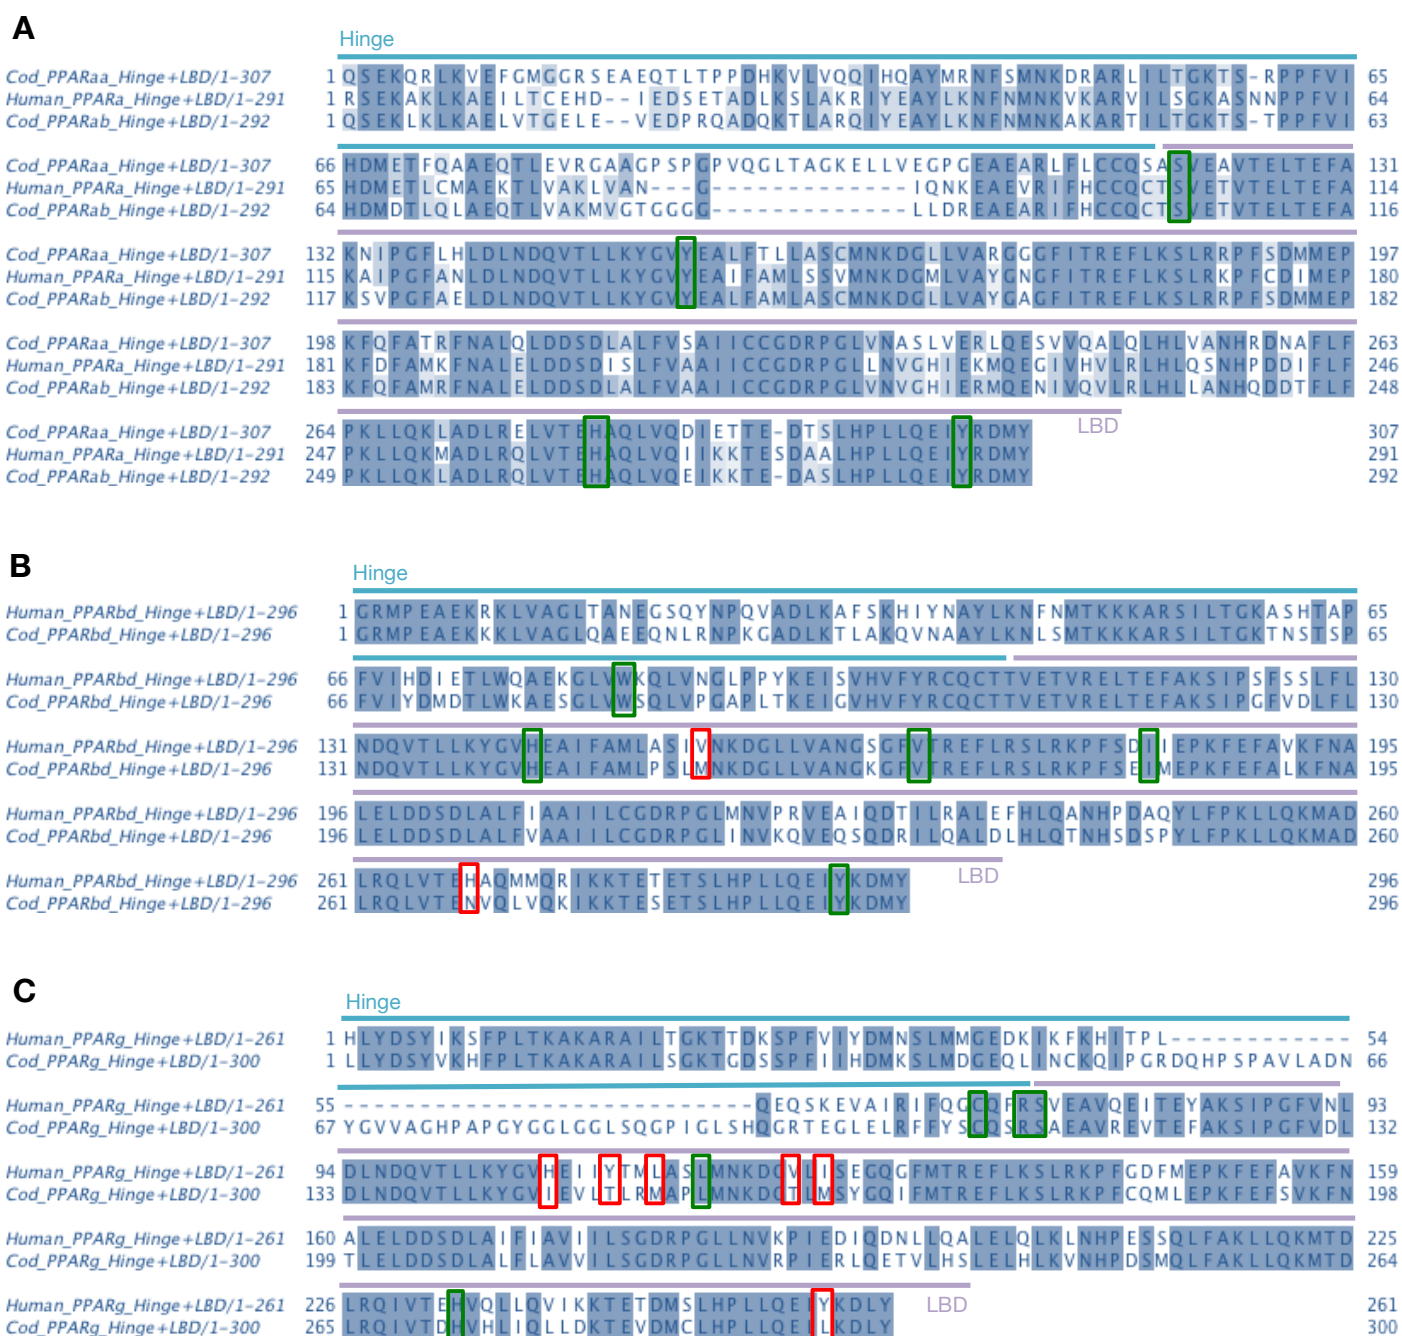 A
Hinge
Cod_PPARaa_Hinge+LBD/1-307 1 QSEKQRLKVEFGMGGRSEAEQTLTPPDHKVLVQQIHQAYMRNFSMNKDRARLILTGKTS-RPPFVI 65
Human_PPARa_Hinge+LBD/1-291 1 RSEKAKLKAEILTCEHD--IEDSETADLKSLAKRIYEAYLKNFNMNKVKARVILSGKASNNPPFVI 64
Cod_PPARab_Hinge+LBD/1-292 1 QSEKLKLKAELVTGELE--VEDPRQADQKTLARQIYEAYLKNFNMNKAKARTILTGKTS-TPPFVI 63
Cod_PPARaa_Hinge+LBD/1-307 66 HDMETFQAAEQTLEVRGAAGPSPGPVQGLTAGKELLVEGPGEAEARLFLCCQSASVEAVTELTEFA 131
Human_PPARa_Hinge+LBD/1-291 65 HDMETLCMAEKTLVAKLVAN---G-------------IQNKEAEVRIFHCCQCTSVETVTELTEFA 114
Cod_PPARab_Hinge+LBD/1-292 64 HDMDTLQLAEQTLVAKMVGTGGGG-------------LLDREAEARIFHCCQCTSVETVTELTEFA 116
Cod_PPARaa_Hinge+LBD/1-307 132 KNIPGFLHLDLNDQVTLLKYGVYEALFTLLASCMNKDGLLVARGGGFITREFLKSLRRPFSDMMEP 197
Human_PPARa_Hinge+LBD/1-291 115 KAIPGFANLDLNDQVTLLKYGVYEAIFAMLSSVMNKDGMLVAYGNGFITREFLKSLRKPFCDIMEP 180
Cod_PPARab_Hinge+LBD/1-292 117 KSVPGFAELDLNDQVTLLKYGVYEALFAMLASCMNKDGLLVAYGAGFITREFLKSLRRPFSDMMEP 182
Cod_PPARaa_Hinge+LBD/1-307 198 KFQFATRFNALQLDDSDLALFVSAIICCGDRPGLVNASLVERLQESVVQALQLHLVANHRDNAFLF 263
Human_PPARa_Hinge+LBD/1-291 181 KFDFAMKFNALELDDSDISLFVAAIICCGDRPGLLNVGHIEKMQEGIVHVLRLHLQSNHPDDIFLF 246
Cod_PPARab_Hinge+LBD/1-292 183 KFQFAMRFNALELDDSDLALFVAAIICCGDRPGLVNVGHIERMQENIVQVLRLHLLANHQDDTFLF 248
LBD
Cod_PPARaa_Hinge+LBD/1-307 264 PKLLQKLADLRELVTEHAQLVQDIETTE-DTSLHPLLQEIYRDMY 307
Human_PPARa_Hinge+LBD/1-291 247 PKLLQKMADLRQLVTEHAQLVQIIKKTESDAALHPLLQEIYRDMY 291
Cod_PPARab_Hinge+LBD/1-292 249 PKLLQKLADLRQLVTEHAQLVQEIKKTE-DASLHPLLQEIYRDMY 292
B
Hinge
Human_PPARbd_Hinge+LBD/1-296 1 GRMPEAEKRKLVAGLTANEGSQYNPQVADLKAFSKHIYNAYLKNFNMTKKKARSILTGKASHTAP 65
Cod_PPARbd_Hinge+LBD/1-296 1 GRMPEAEKKKLVAGLQAEEQNLRNPKGADLKTLAKQVNAAYLKNLSMTKKKARSILTGKTNSTSP 65
Human_PPARbd_Hinge+LBD/1-296 66 FVIHDIETLWQAEKGLVWKQLVNGLPPYKEISVHVFYRCQCTTVETVRELTEFAKSIPSFSSLFL 130
Cod_PPARbd_Hinge+LBD/1-296 66 FVIYDMDTLWKAESGLVWSQLVPGAPLTKEIGVHVFYRCQCTTVETVRELTEFAKSIPGFVDLFL 130
Human_PPARbd_Hinge+LBD/1-296 131 NDQVTLLKYGVHEAIFAMLASIVNKDGLLVANGSGFVTREFLRSLRKPFSDIIEPKFEFAVKFNA 195
Cod_PPARbd_Hinge+LBD/1-296 131 NDQVTLLKYGVHEAIFAMLPSLMNKDGLLVANGKGFVTREFLRSLRKPFSEIMEPKFEFALKFNA 195
Human_PPARbd_Hinge+LBD/1-296 196 LELDDSDLALFIAAIILCGDRPGLMNVPRVEAIQDTILRALEFHLQANHPDAQYLFPKLLQKMAD 260
Cod_PPARbd_Hinge+LBD/1-296 196 LELDDSDLALFVAAIILCGDRPGLINVKQVEQSQDRILQALDLHLQTNHSDSPYLFPKLLQKMAD 260
LBD
Human_PPARbd_Hinge+LBD/1-296 261 LRQLVTEHAQMMQRIKKTETETSLHPLLQEIYKDMY 296
Cod_PPARbd_Hinge+LBD/1-296 261 LRQLVTENVQLVQKIKKTESETSLHPLLQEIYKDMY 296
C
Hinge
Human_PPARg_Hinge+LBD/1-261 1 HLYDSYIKSFPLTKAKARAILTGKTTDKSPFVIYDMNSLMMGEDKIKFKHITPL------------ 54
Cod_PPARg_Hinge+LBD/1-300 1 LLYDSYVKHFPLTKAKARAILSGKTGDSSPFIIHDMKSLMDGEQLINCKQIPGRDQHPSPAVLADN 66
Human_PPARg_Hinge+LBD/1-261 55 ---------------------------QEQSKEVAIRIFQGCQFRSVEAVQEITEYAKSIPGFVNL 93
Cod_PPARg_Hinge+LBD/1-300 67 YGVVAGHPAPGYGGLGGLSQGPIGLSHQGRTEGLELRFFYSCQSRSAEAVREVTEFAKSIPGFVDL 132
Human_PPARg_Hinge+LBD/1-261 94 DLNDQVTLLKYGVHEIIYTMLASLMNKDGVLISEGQGFMTREFLKSLRKPFGDFMEPKFEFAVKFN 159
Cod_PPARg_Hinge+LBD/1-300 133 DLNDQVTLLKYGVIEVLTLRMAPLMNKDGTLMSYGQIFMTREFLKSLRKPFCQMLEPKFEFSVKFN 198
Human_PPARg_Hinge+LBD/1-261 160 ALELDDSDLAIFIAVIILSGDRPGLLNVKPIEDIQDNLLQALELQLKLNHPESSQLFAKLLQKMTD 225
Cod_PPARg_Hinge+LBD/1-300 199 TLELDDSDLALFLAVVILSGDRPGLLNVRPIERLQETVLHSLELHLKVNHPDSMQLFAKLLQKMTD 264
LBD
Human_PPARg_Hinge+LBD/1-261 226 LRQIVTEHVQLLQVIKKTETDMSLHPLLQEIYKDLY 261
Cod_PPARg_Hinge+LBD/1-300 265 LRQIVTDHVHLIQLLDKTEVDMCLHPLLQEILKDLY 300